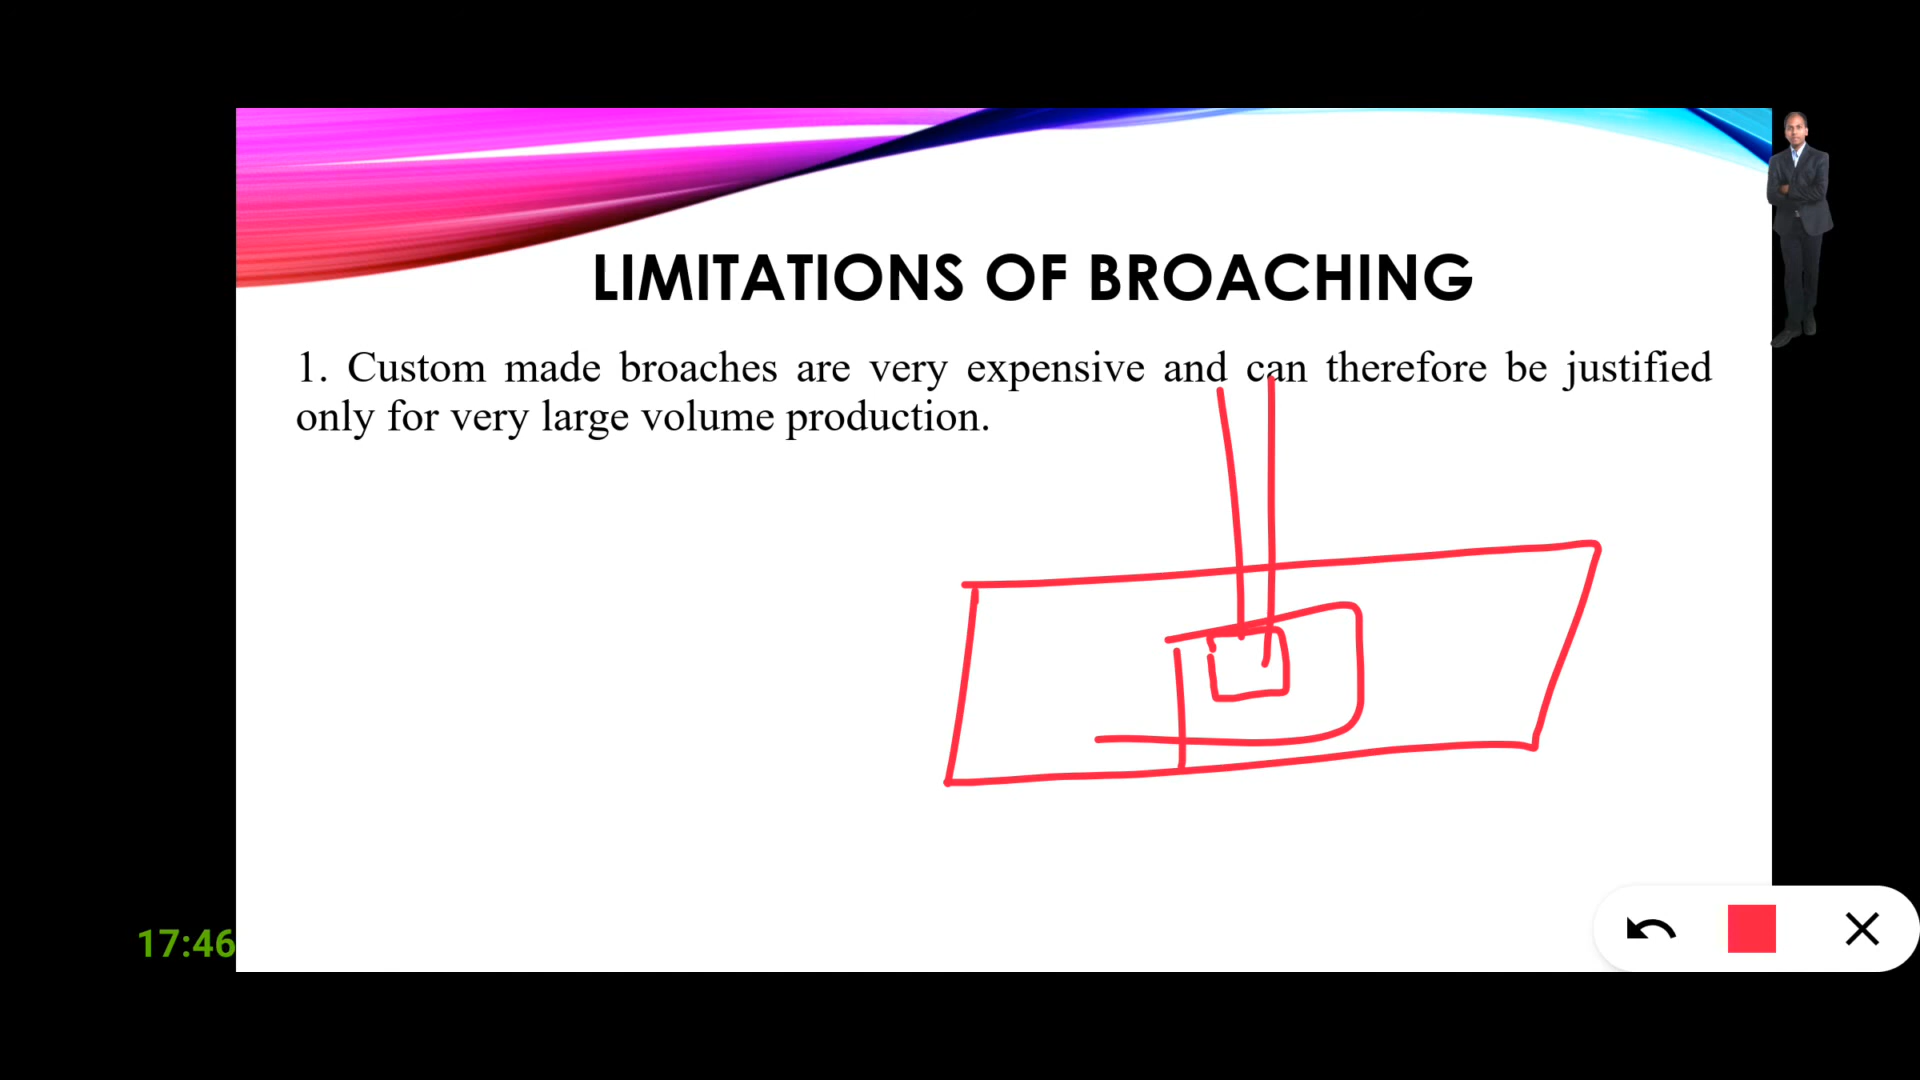 LIMITATIONS OF BROACHING
1. Custom made broaches are very expensive and can therefore be justified
only for very large volume production.
17:46